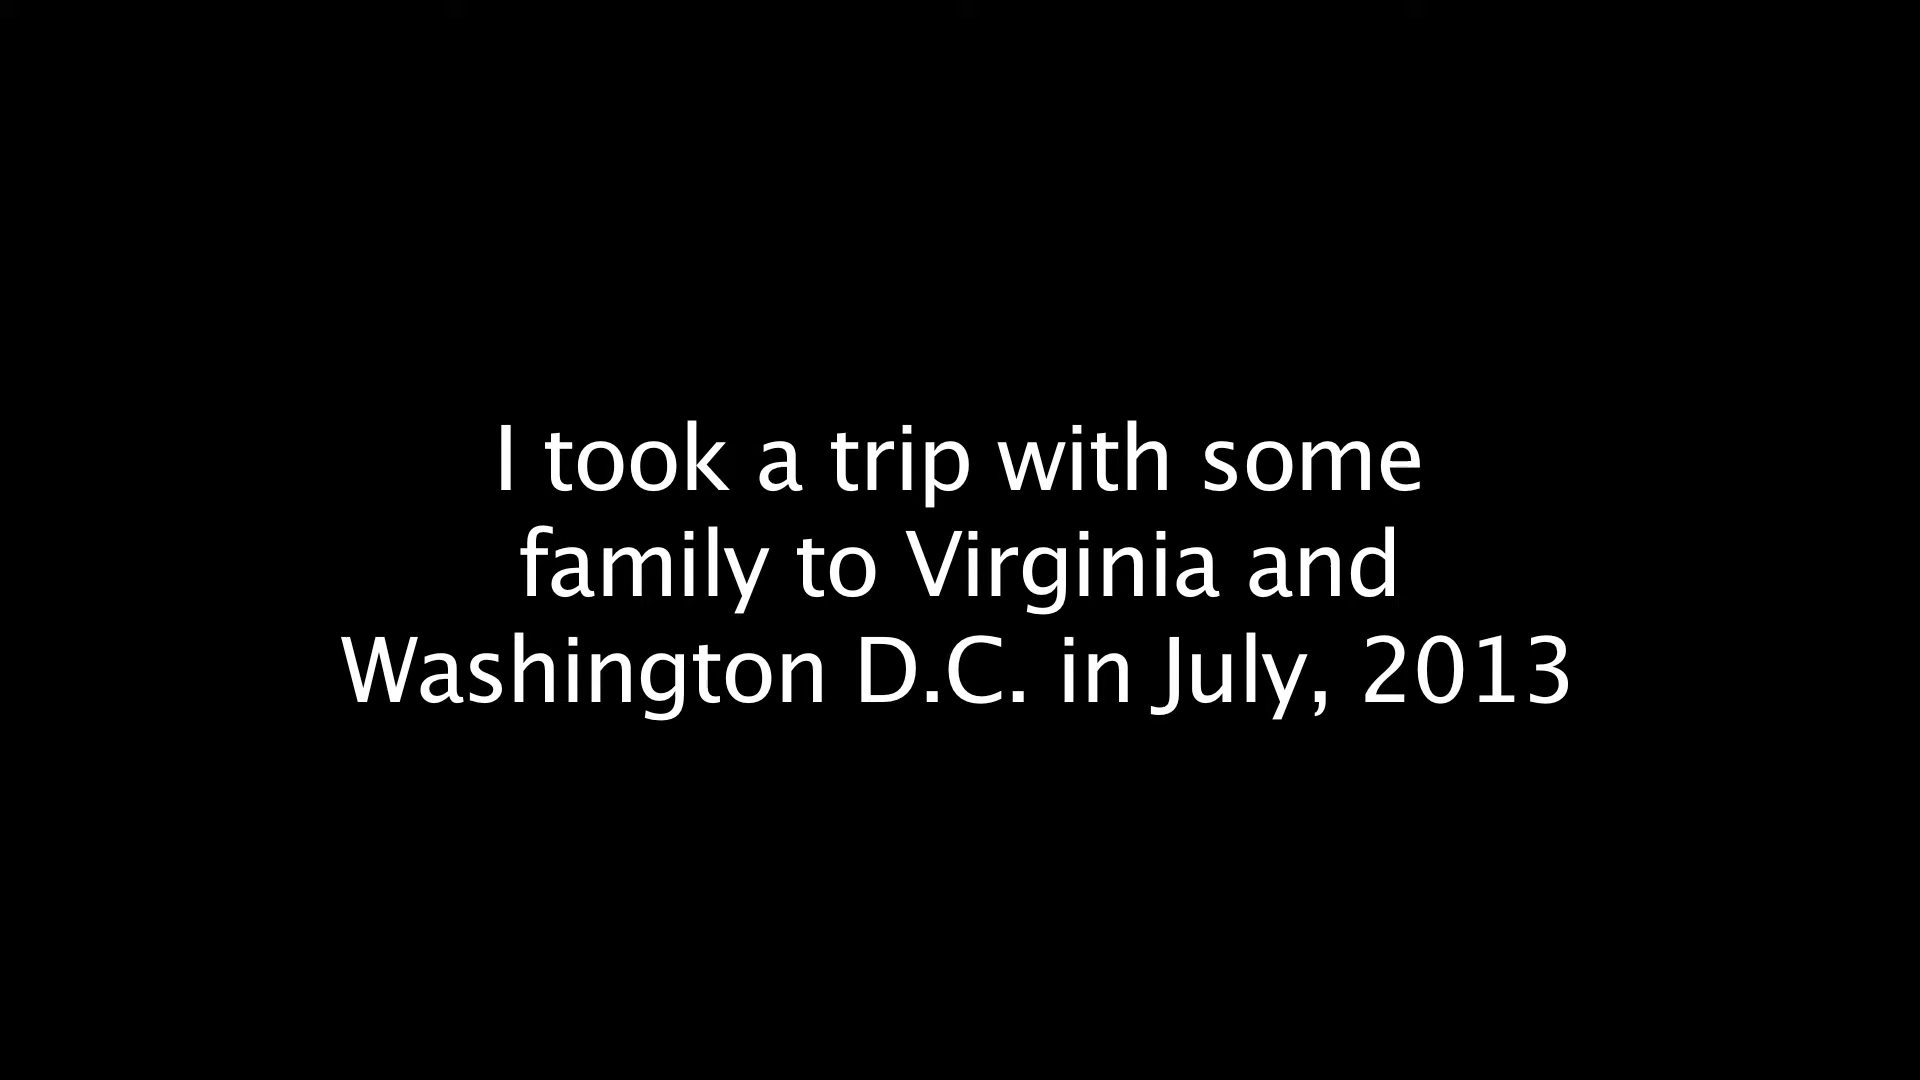 I took a trip with some
family to Virginia and
Washington D.C. in July, 2013